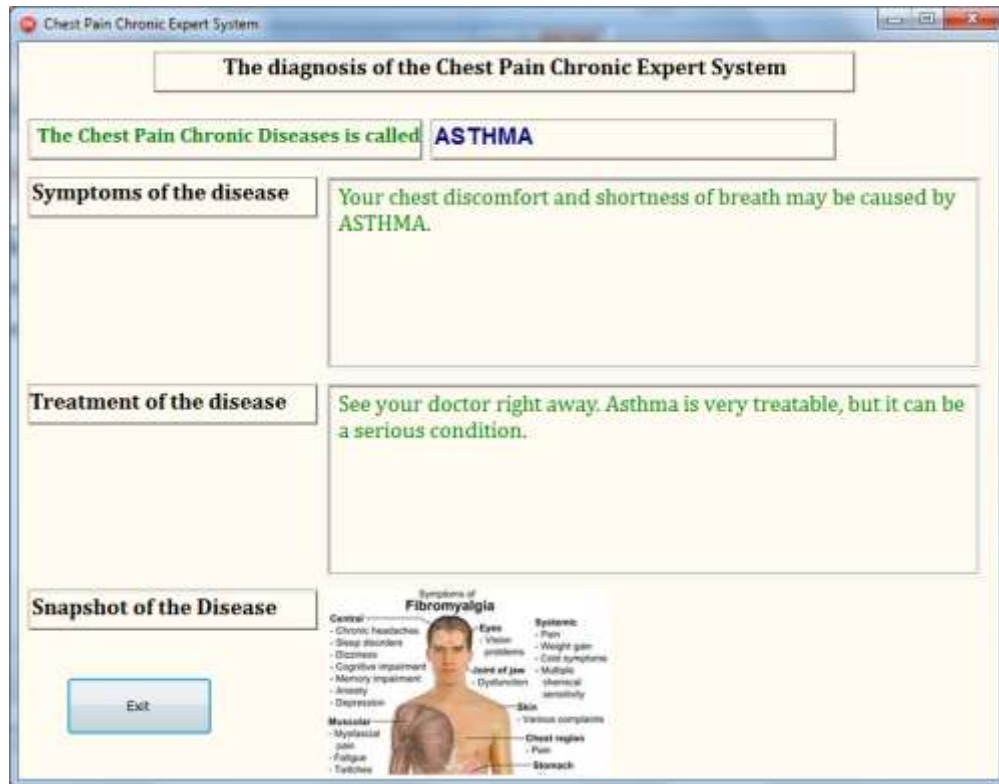 Chest Pain Chronic Expert System
The diagnosis of the Chest Pain Chronic Expert System
The Chest Pain Chronic Diseases is called
ASTHMA
Symptoms of the disease
Your chest discomfort and shortness of breath may be caused by
ASTHMA.
Treatment of the disease
See your doctor right away. Asthma is very treatable, but it can be
a serious condition.
Snapshot of the Disease
Symptoms of
Fibromyalgia
Central
- Chronic headaches
- Sleep disorders
- Dizziness
- Cognitive impairment
- Memory impairment
- Anxiety
- Depression
Muscular
- Myofascial
pain
- Fatigue
- Twitches
Eyes
- Vision
problems
Joint of jaw
- Dysfunction
Systemic
- Pain
- Weight gain
- Cold symptoms
- Multiple
chemical
sensitivity
Skin
- Various complaints
Chest region
- Pain
Stomach
Exit